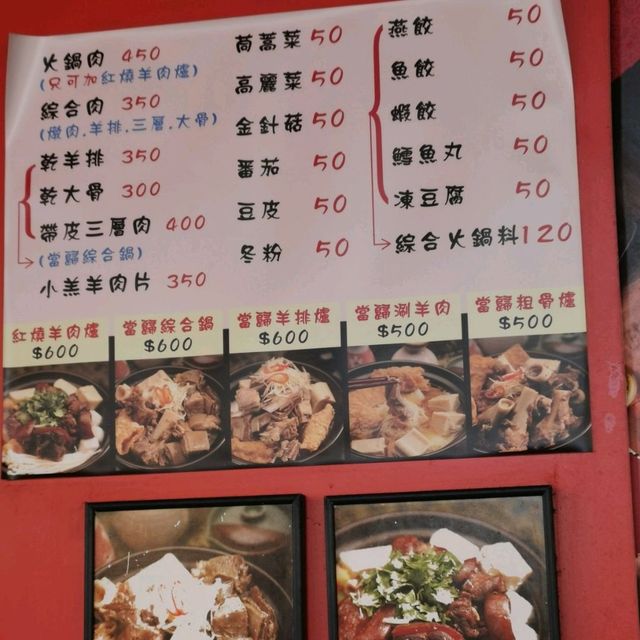 火鍋肉 450
(只可加紅燒羊肉爐)
綜合肉 350
(燉肉.羊排.三層.大骨)
乾羊排 350
乾大骨 300
帶皮三層肉 400
(當歸綜合鍋)
小羔羊肉片 350
茼蒿菜 50
高麗菜 50
金針菇 50
番茄 50
豆皮 50
冬粉 50
燕餃 50
魚餃 50
蝦餃 50
鱈魚丸 50
凍豆腐 50
綜合火鍋料 120
紅燒羊肉爐
$600
當歸綜合鍋
$600
當歸羊排爐
$600
當歸涮羊肉
$500
當歸粗骨爐
$500